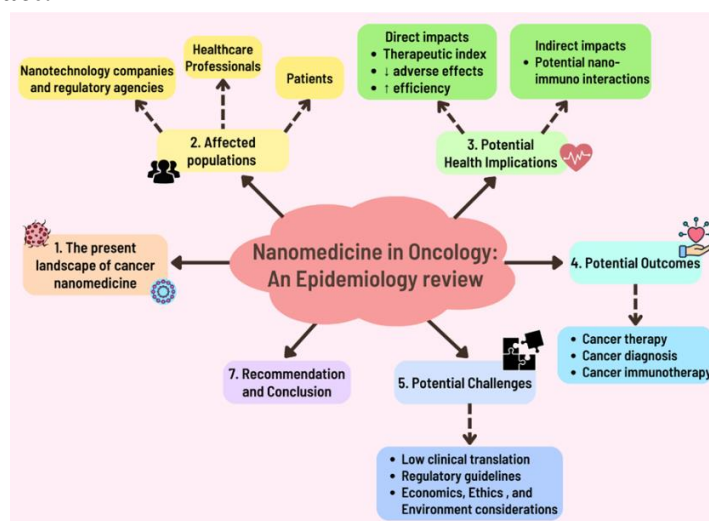 Nanomedicine in Oncology:
An Epidemiology review
1. The present
landscape of cancer
nanomedicine
2. Affected
populations
Nanotechnology companies
and regulatory agencies
Healthcare
Professionals
Patients
3. Potential
Health Implications
Direct impacts
• Therapeutic index
• ↓ adverse effects
• ↑ efficiency
Indirect impacts
• Potential nano-
immuno interactions
4. Potential Outcomes
• Cancer therapy
• Cancer diagnosis
• Cancer immunotherapy
5. Potential Challenges
• Low clinical translation
• Regulatory guidelines
• Economics, Ethics , and
Environment considerations
7. Recommendation
and Conclusion